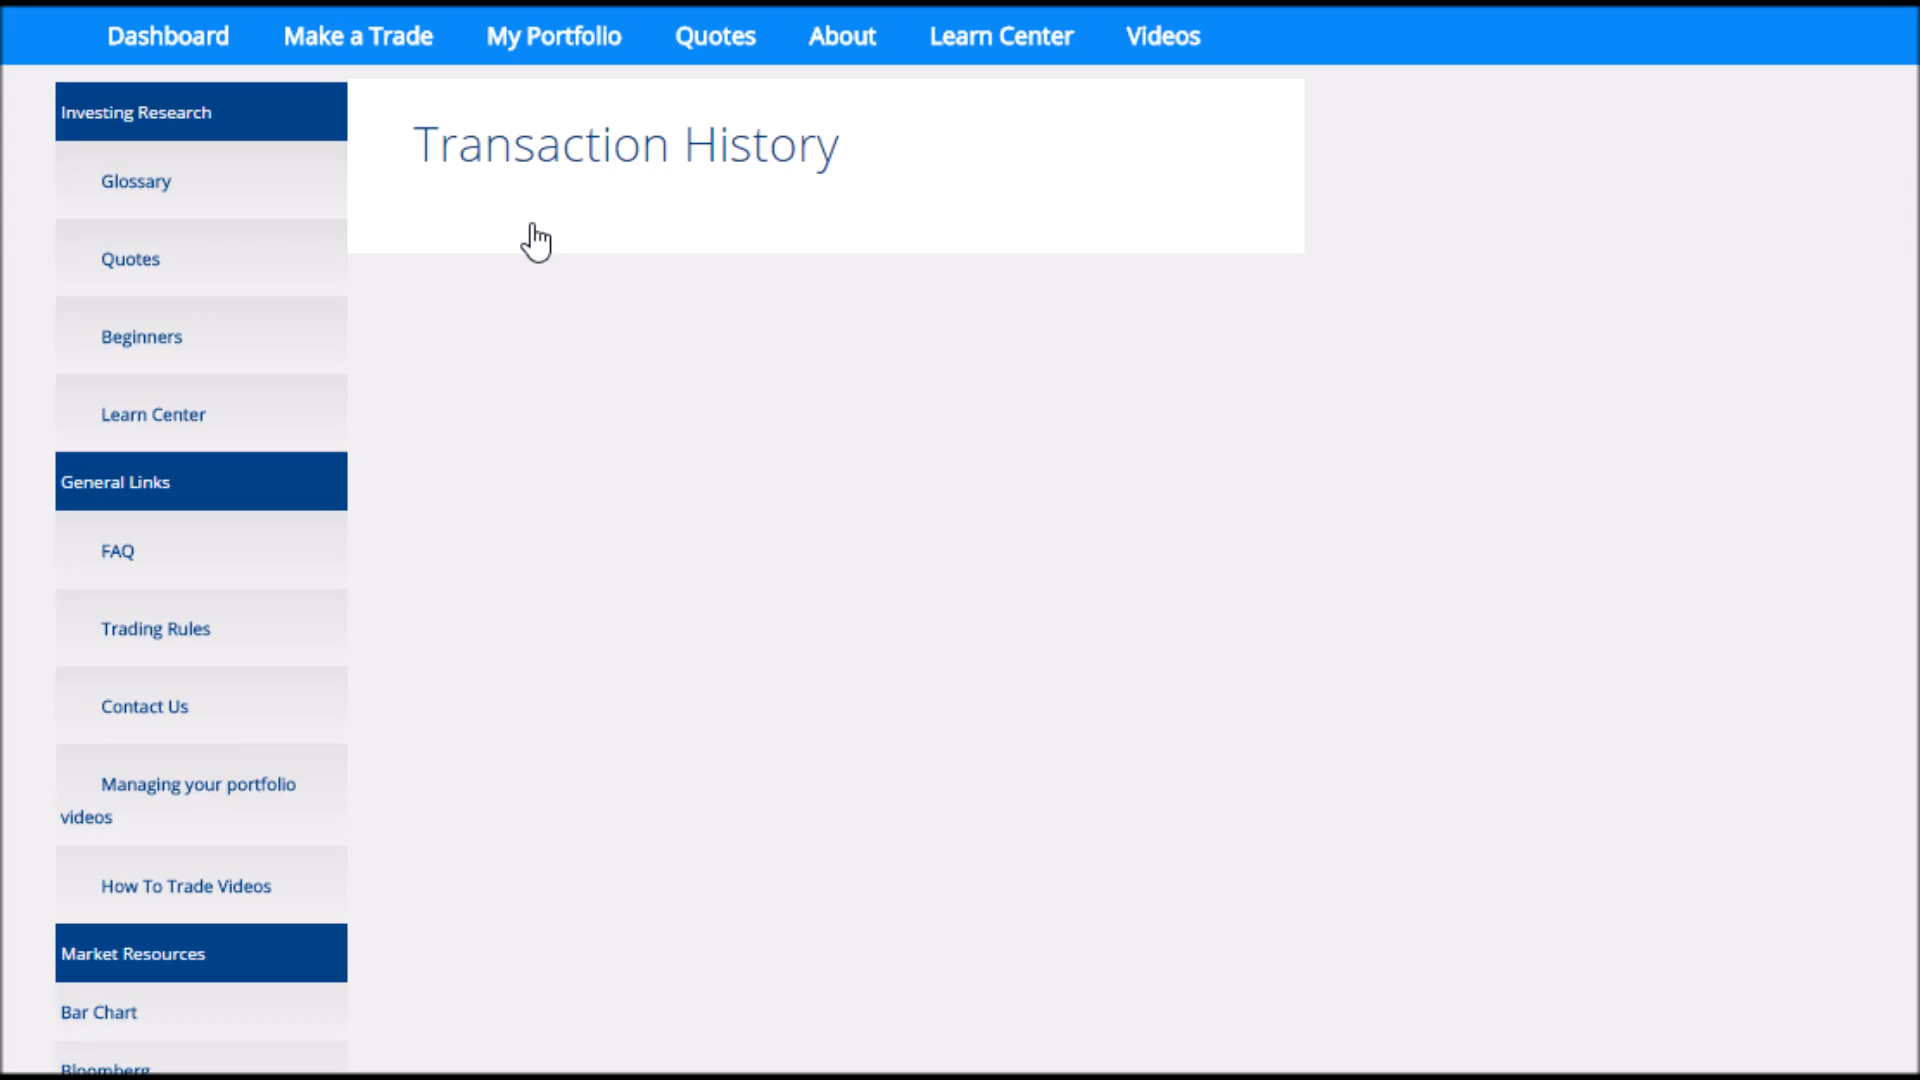 Dashboard Make a Trade My Portfolio Quotes About Learn Center Videos
Investing Research
Glossary
Quotes
Beginners
Learn Center
General Links
FAQ
Trading Rules
Contact Us
Managing your portfolio
videos
How To Trade Videos
Market Resources
Bar Chart
Bloomberg
Transaction History